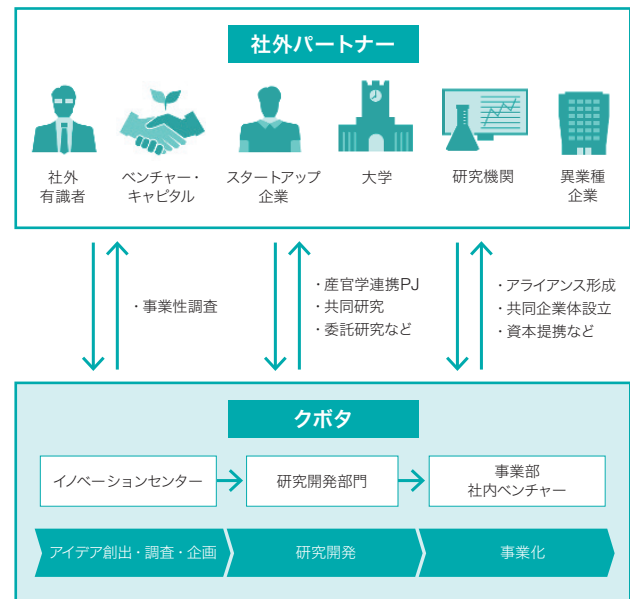 社外パートナー
社外
有識者
ベンチャー・
キャピタル
スタートアップ
企業
大学
研究機関
異業種
企業
・事業性調査
・産官学連携PJ
・共同研究
・委託研究など
・アライアンス形成
・共同企業体設立
・資本提携など
クボタ
イノベーションセンター
研究開発部門
事業部
社内ベンチャー
アイデア創出・調査・企画
研究開発
事業化